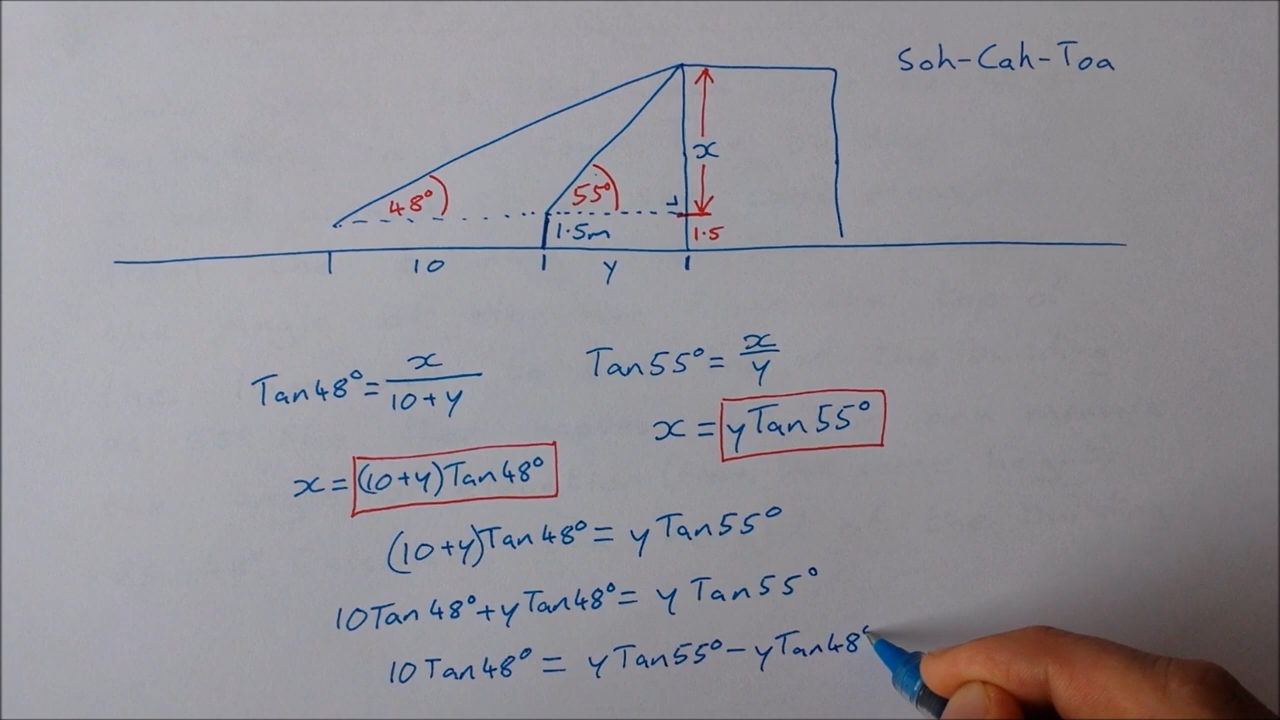 Soh-Cah-Toa
x
48°
55°
1.5m
1.5
10
y
Tan48° = x/(10+y)
Tan55° = x/y
x = yTan55°
x = (10+y)Tan48°
(10+y)Tan48° = yTan55°
10Tan48°+yTan48° = yTan55°
10Tan48° = yTan55° - yTan48°